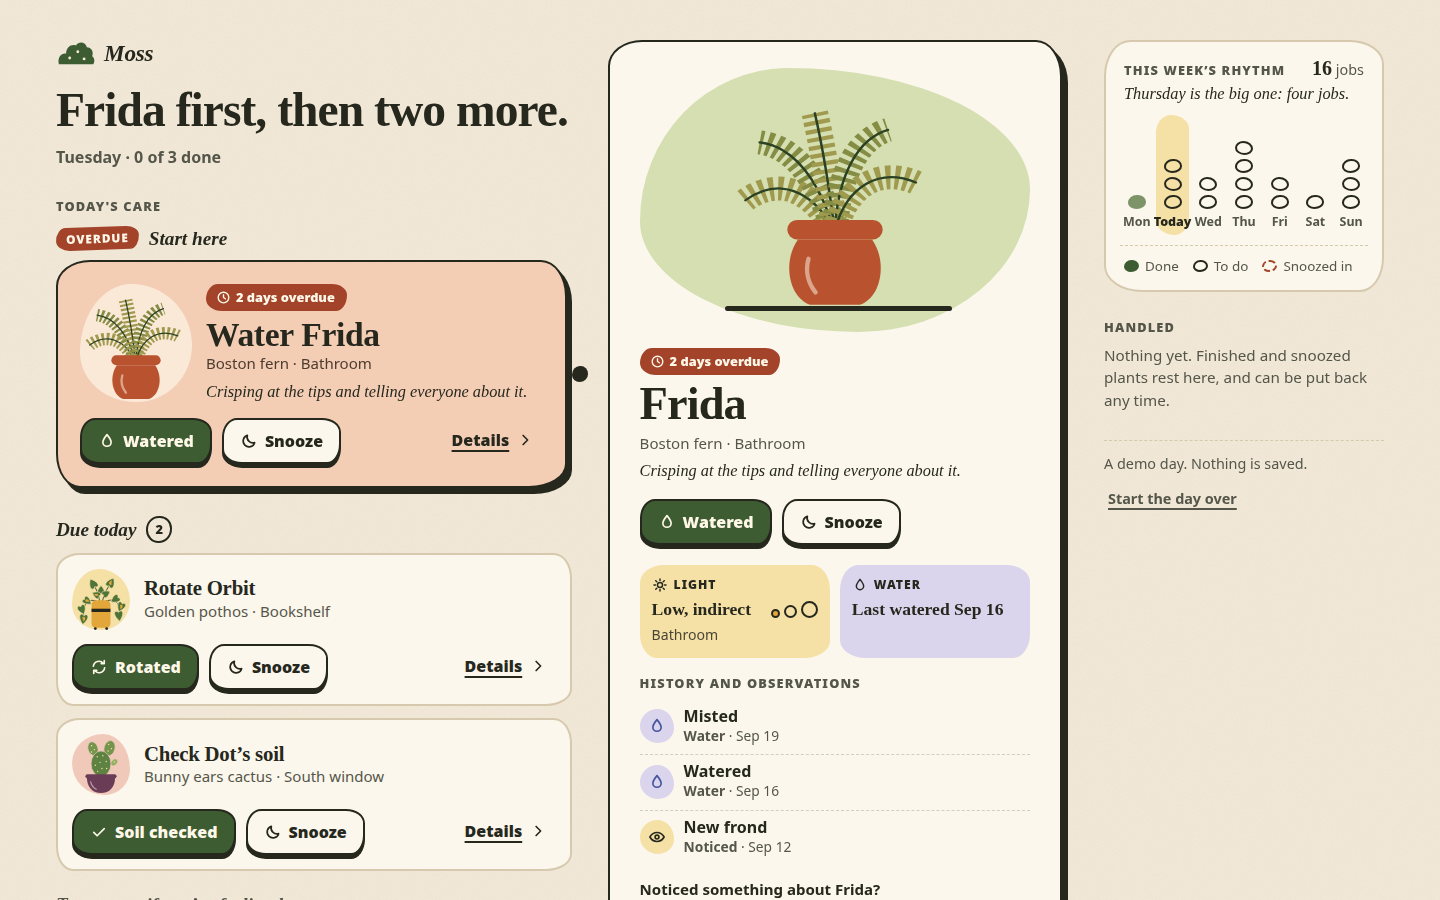 Moss
Frida first, then two more.
Tuesday · 0 of 3 done
TODAY'S CARE
OVERDUE Start here
2 days overdue
Water Frida
Boston fern · Bathroom
Crisping at the tips and telling everyone about it.
Watered Snooze Details
Due today 2
Rotate Orbit
Golden pothos · Bookshelf
Rotated Snooze Details
Check Dot’s soil
Bunny ears cactus · South window
Soil checked Snooze Details
2 days overdue
Frida
Boston fern · Bathroom
Crisping at the tips and telling everyone about it.
Watered Snooze
LIGHT
Low, indirect
Bathroom
WATER
Last watered Sep 16
HISTORY AND OBSERVATIONS
Misted
Water · Sep 19
Watered
Water · Sep 16
New frond
Noticed · Sep 12
Noticed something about Frida?
THIS WEEK’S RHYTHM 16 jobs
Thursday is the big one: four jobs.
Mon Today Wed Thu Fri Sat Sun
Done To do Snoozed in
HANDLED
Nothing yet. Finished and snoozed
plants rest here, and can be put back
any time.
A demo day. Nothing is saved.
Start the day over